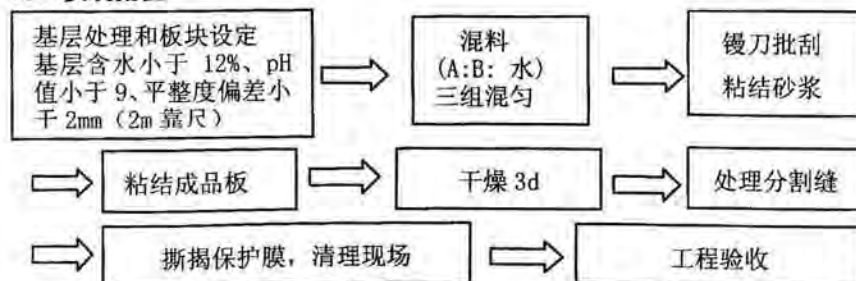 基层处理和板块设定
基层含水小于 12%、pH
值小于 9、平整度偏差小
于 2mm（2m 靠尺）
混料
(A:B: 水)
三组混匀
镘刀批刮
粘结砂浆
粘结成品板
干燥 3d
处理分割缝
撕揭保护膜，清理现场
工程验收